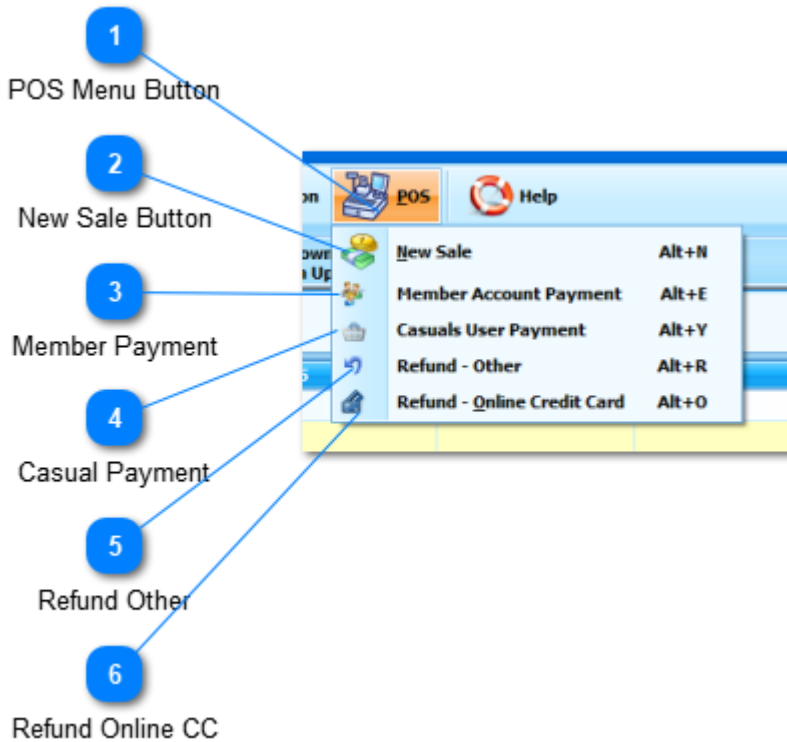 1
POS Menu Button
2
New Sale Button
3
Member Payment
4
Casual Payment
5
Refund Other
6
Refund Online CC
on POS Help
New Sale Alt+N
Member Account Payment Alt+E
Casuals User Payment Alt+Y
Refund - Other Alt+R
Refund - Online Credit Card Alt+O